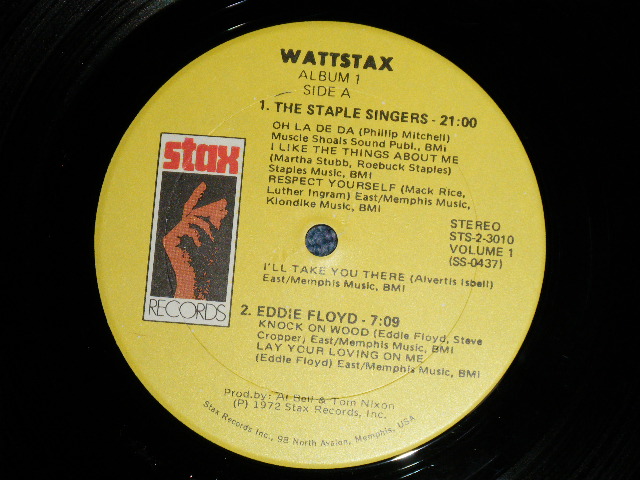 WATTSTAX
ALBUM 1
SIDE A
1. THE STAPLE SINGERS - 21:00
OH LA DE DA (Phillip Mitchell)
Muscle Shoals Sound Publ., BMI
I LIKE THE THINGS ABOUT ME
(Martha Stubb, Roebuck Staples)
Staples Music, BMI
RESPECT YOURSELF (Mack Rice,
Luther Ingram) East/Memphis Music,
Klondike Music, BMI
stax
RECORDS
STEREO
STS-2-3010
VOLUME 1
(SS-0437)
I'LL TAKE YOU THERE (Alvertis Isbell)
East/Memphis Music, BMI
2. EDDIE FLOYD - 7:09
KNOCK ON WOOD (Eddie Floyd, Steve
Cropper) East/Memphis Music, BMI
LAY YOUR LOVING ON ME
(Eddie Floyd) East/Memphis Music, BMI
Prod.by: Al Bell & Tom Nixon
(P) 1972 Stax Records, Inc.
Stax Records Inc., 98 North Avalon, Memphis, USA